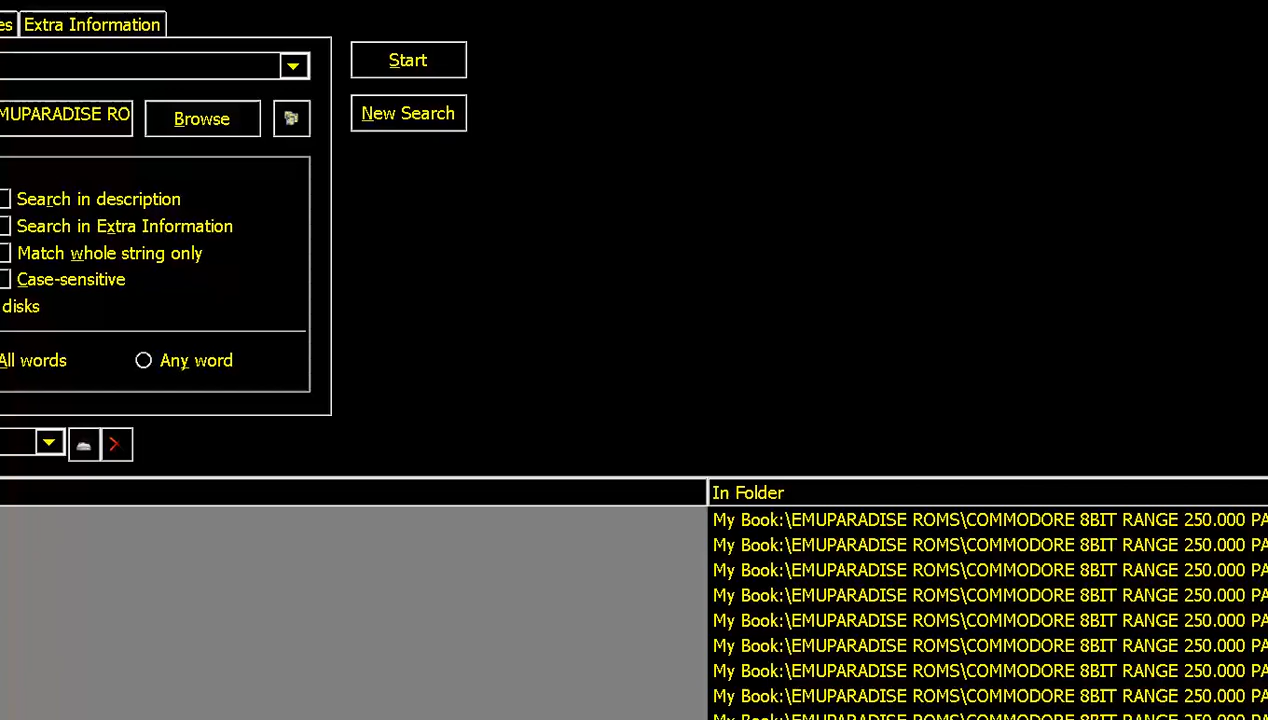 es Extra Information
Start
MUPARADISE RO Browse
New Search
Search in description
Search in Extra Information
Match whole string only
Case-sensitive
disks
All words Any word
In Folder
My Book:\EMUPARADISE ROMS\COMMODORE 8BIT RANGE 250.000 PA
My Book:\EMUPARADISE ROMS\COMMODORE 8BIT RANGE 250.000 PA
My Book:\EMUPARADISE ROMS\COMMODORE 8BIT RANGE 250.000 PA
My Book:\EMUPARADISE ROMS\COMMODORE 8BIT RANGE 250.000 PA
My Book:\EMUPARADISE ROMS\COMMODORE 8BIT RANGE 250.000 PA
My Book:\EMUPARADISE ROMS\COMMODORE 8BIT RANGE 250.000 PA
My Book:\EMUPARADISE ROMS\COMMODORE 8BIT RANGE 250.000 PA
My Book:\EMUPARADISE ROMS\COMMODORE 8BIT RANGE 250.000 PA